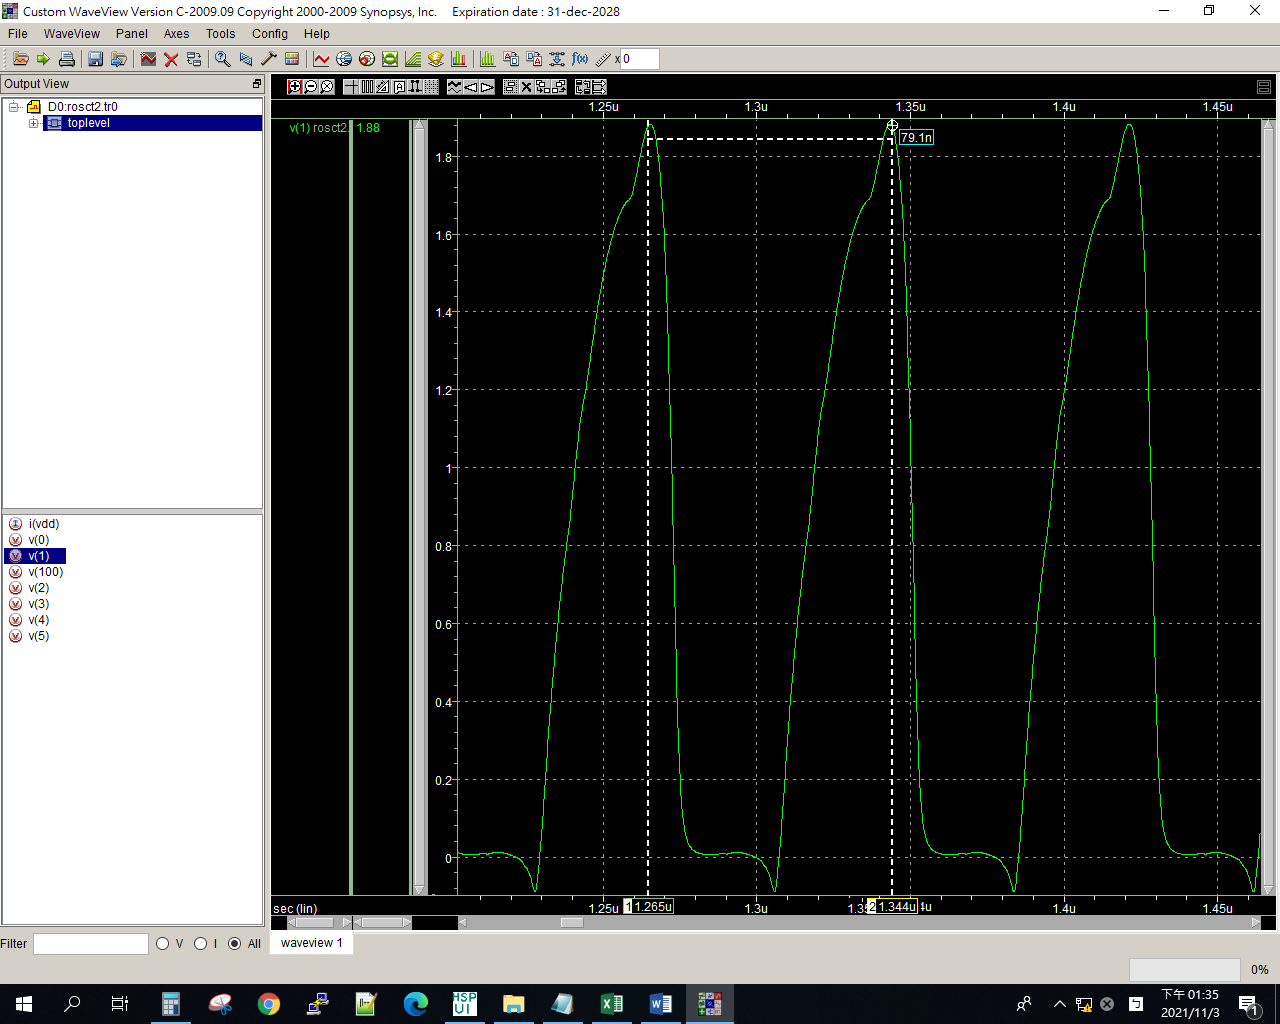 Custom WaveView Version C-2009.09 Copyright 2000-2009 Synopsys, Inc. Expiration date : 31-dec-2028
File WaveView Panel Axes Tools Config Help
x 0
Output View
D0:rosct2.tr0
toplevel
i(vdd)
v(0)
v(1)
v(100)
v(2)
v(3)
v(4)
v(5)
Filter V I All
1.25u 1.3u 1.35u 1.4u 1.45u
v(1) rosct2. 1.88
79.1n
1.8
1.6
1.4
1.2
1
0.8
0.6
0.4
0.2
0
sec (lin)
1.25u 1.3u 1.4u 1.45u
1.265u
2 1.344u
waveview 1
0%
HSP UI
下午 01:35
2021/11/3
1